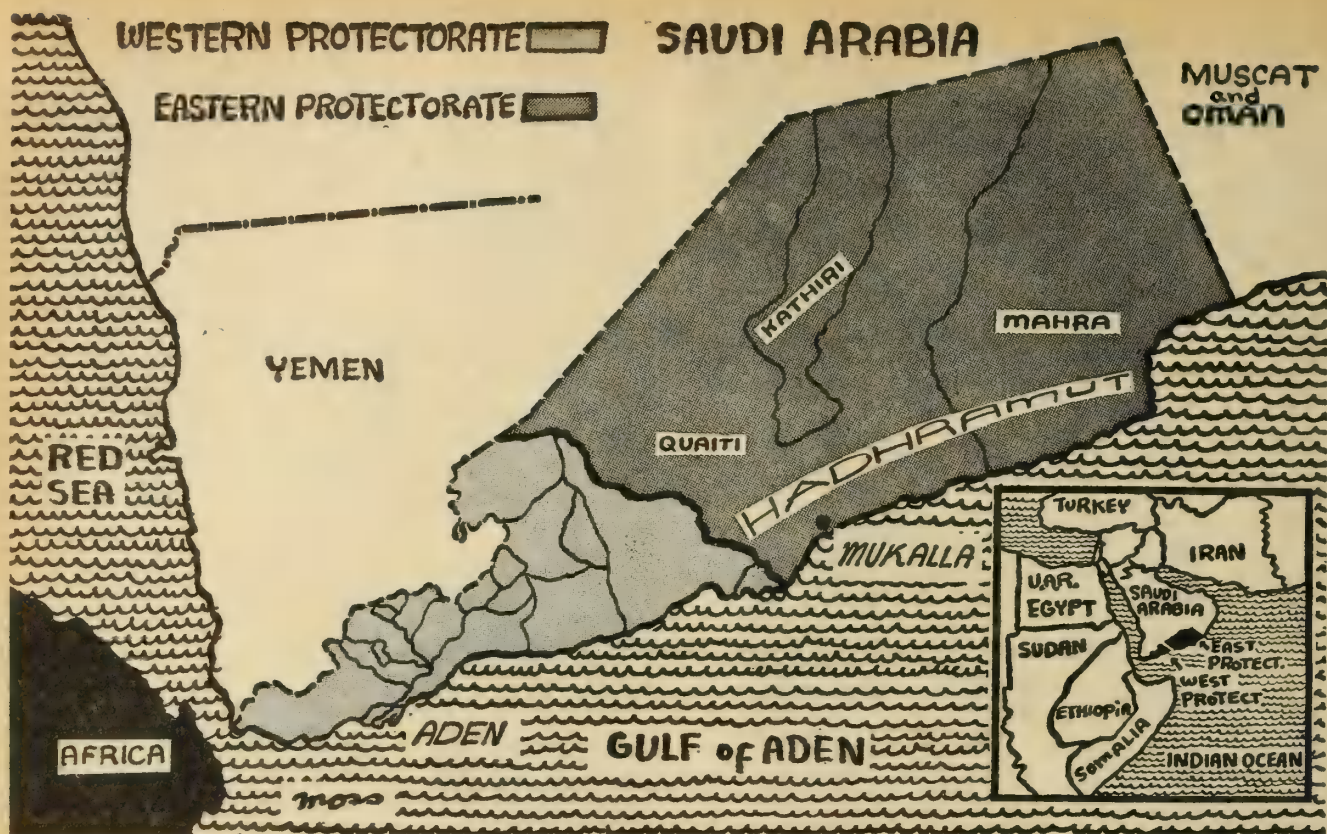 WESTERN PROTECTORATE
EASTERN PROTECTORATE
SAUDI ARABIA
MUSCAT
and
OMAN
KATHIRI
MAHRA
YEMEN
QUAITI
HADHRAMUT
RED
SEA
MUKALLA
ADEN
GULF of ADEN
AFRICA
moss
TURKEY
IRAN
U.A.R.
EGYPT
SAUDI
ARABIA
SUDAN
EAST
PROTECT.
WEST
PROTECT.
ETHIOPIA
SOMALIA
INDIAN OCEAN